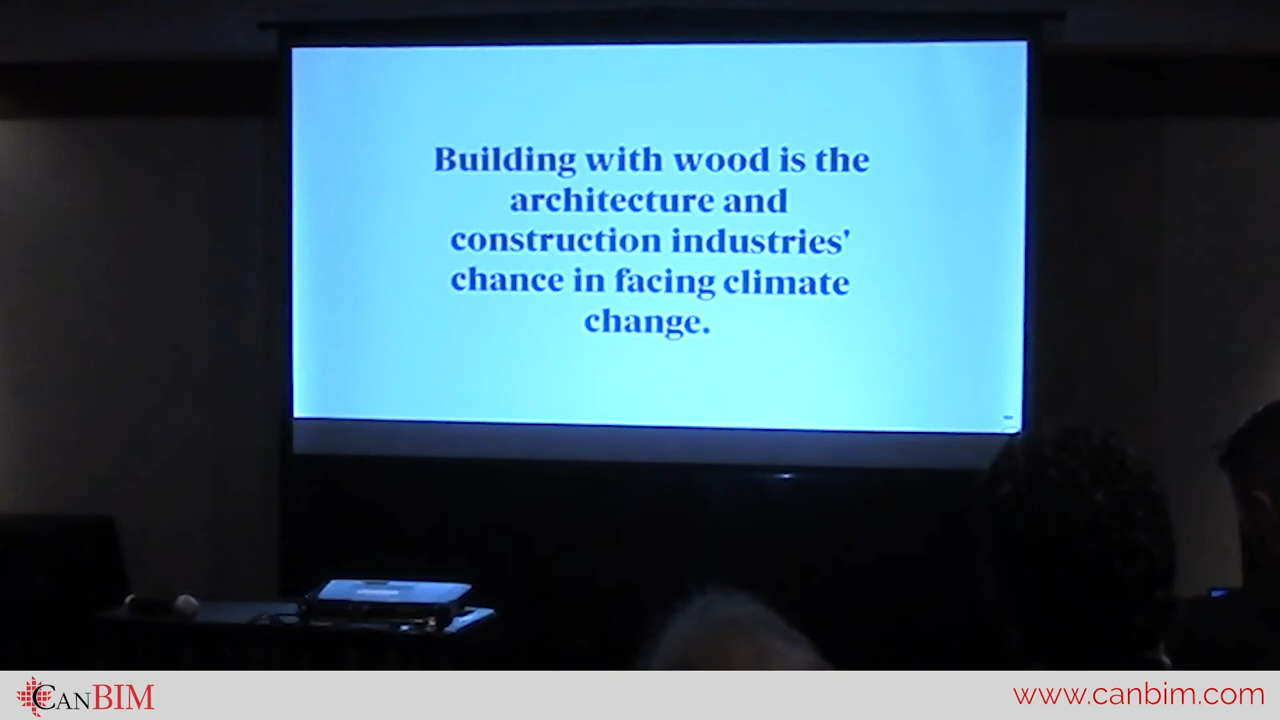 Building with wood is the
architecture and
construction industries'
chance in facing climate
change.
CANBIM
www.canbim.com